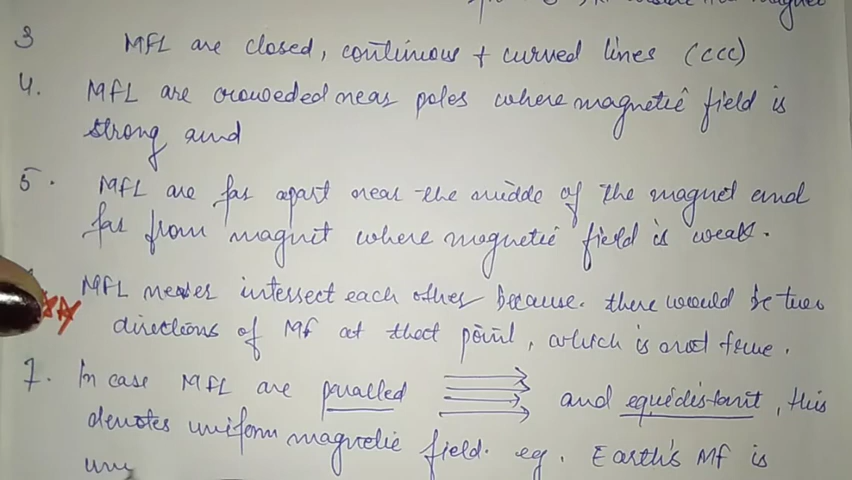 3 MFL are closed, continuous + curved lines (CCC)
4. MFL are crowded near poles where magnetic field is
strong and
5. MFL are far apart near the middle of the magnet and
far from magnet where magnetic field is weak.
MFL never intersect each other because there would be two
directions of MF at that point, which is not true.
7. In case MFL are paralled and equidistant, this
denotes uniform magnetic field. eg. Earth's MF is